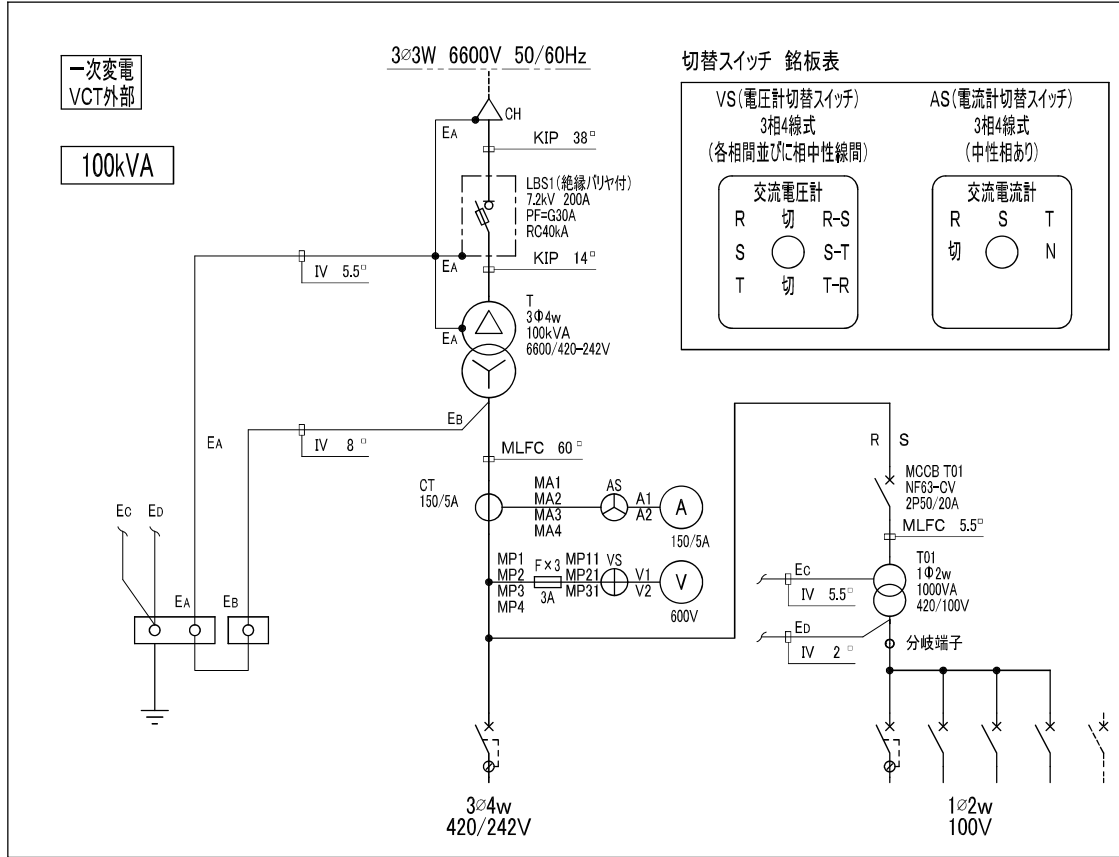 一次変電
VCT外部
100kVA
3∅3W 6600V 50/60Hz
CH
EA
KIP 38□
LBS1(絶縁バリヤ付)
7.2kV 200A
PF=G30A
RC40kA
EA
KIP 14□
IV 5.5□
T
3Φ4w
100kVA
6600/420-242V
EA
EB
IV 8□
MLFC 60□
EA
CT
150/5A
MA1
MA2
MA3
MA4
AS
A1
A2
A
150/5A
MP1
MP2
MP3
MP4
F×3
3A
MP11
MP21
MP31
VS
V1
V2
V
600V
EC
ED
EA
EB
3∅4w
420/242V
切替スイッチ 銘板表
VS(電圧計切替スイッチ)
3相4線式
(各相間並びに相中性線間)
交流電圧計
R 切 R-S
S S-T
T 切 T-R
AS(電流計切替スイッチ)
3相4線式
(中性相あり)
交流電流計
R S T
切 N
R S
MCCB T01
NF63-CV
2P50/20A
MLFC 5.5□
T01
1Φ2w
1000VA
420/100V
EC
IV 5.5□
ED
IV 2□
分岐端子
1∅2w
100V